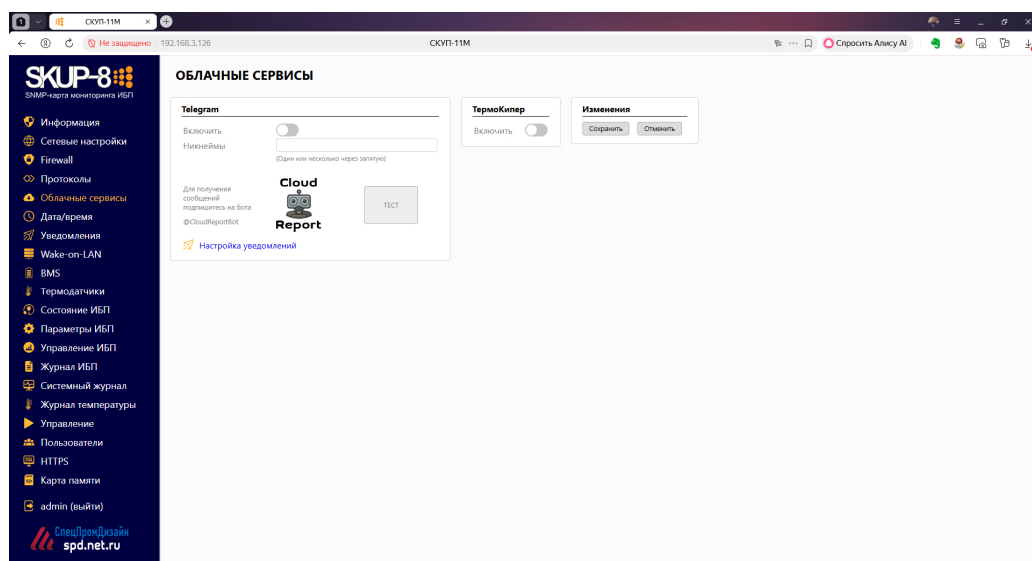 1
СКУП-11М
Не защищено
192.168.3.126
СКУП-11М
Спросить Алису AI
SKUP-8
SNMP-карта мониторинга ИБП
Информация
Сетевые настройки
Firewall
Протоколы
Облачные сервисы
Дата/время
Уведомления
Wake-on-LAN
BMS
Термодатчики
Состояние ИБП
Параметры ИБП
Управление ИБП
Журнал ИБП
Системный журнал
Журнал температуры
Управление
Пользователи
HTTPS
Карта памяти
admin (выйти)
СпецПромДизайн
spd.net.ru
ОБЛАЧНЫЕ СЕРВИСЫ
Telegram
Включить
Никнеймы
(Один или несколько через запятую)
Для получения
сообщений
подпишитесь на бота
@CloudReportBot
Cloud
Report
ТЕСТ
Настройка уведомлений
ТермоКипер
Включить
Изменения
Сохранить
Отменить